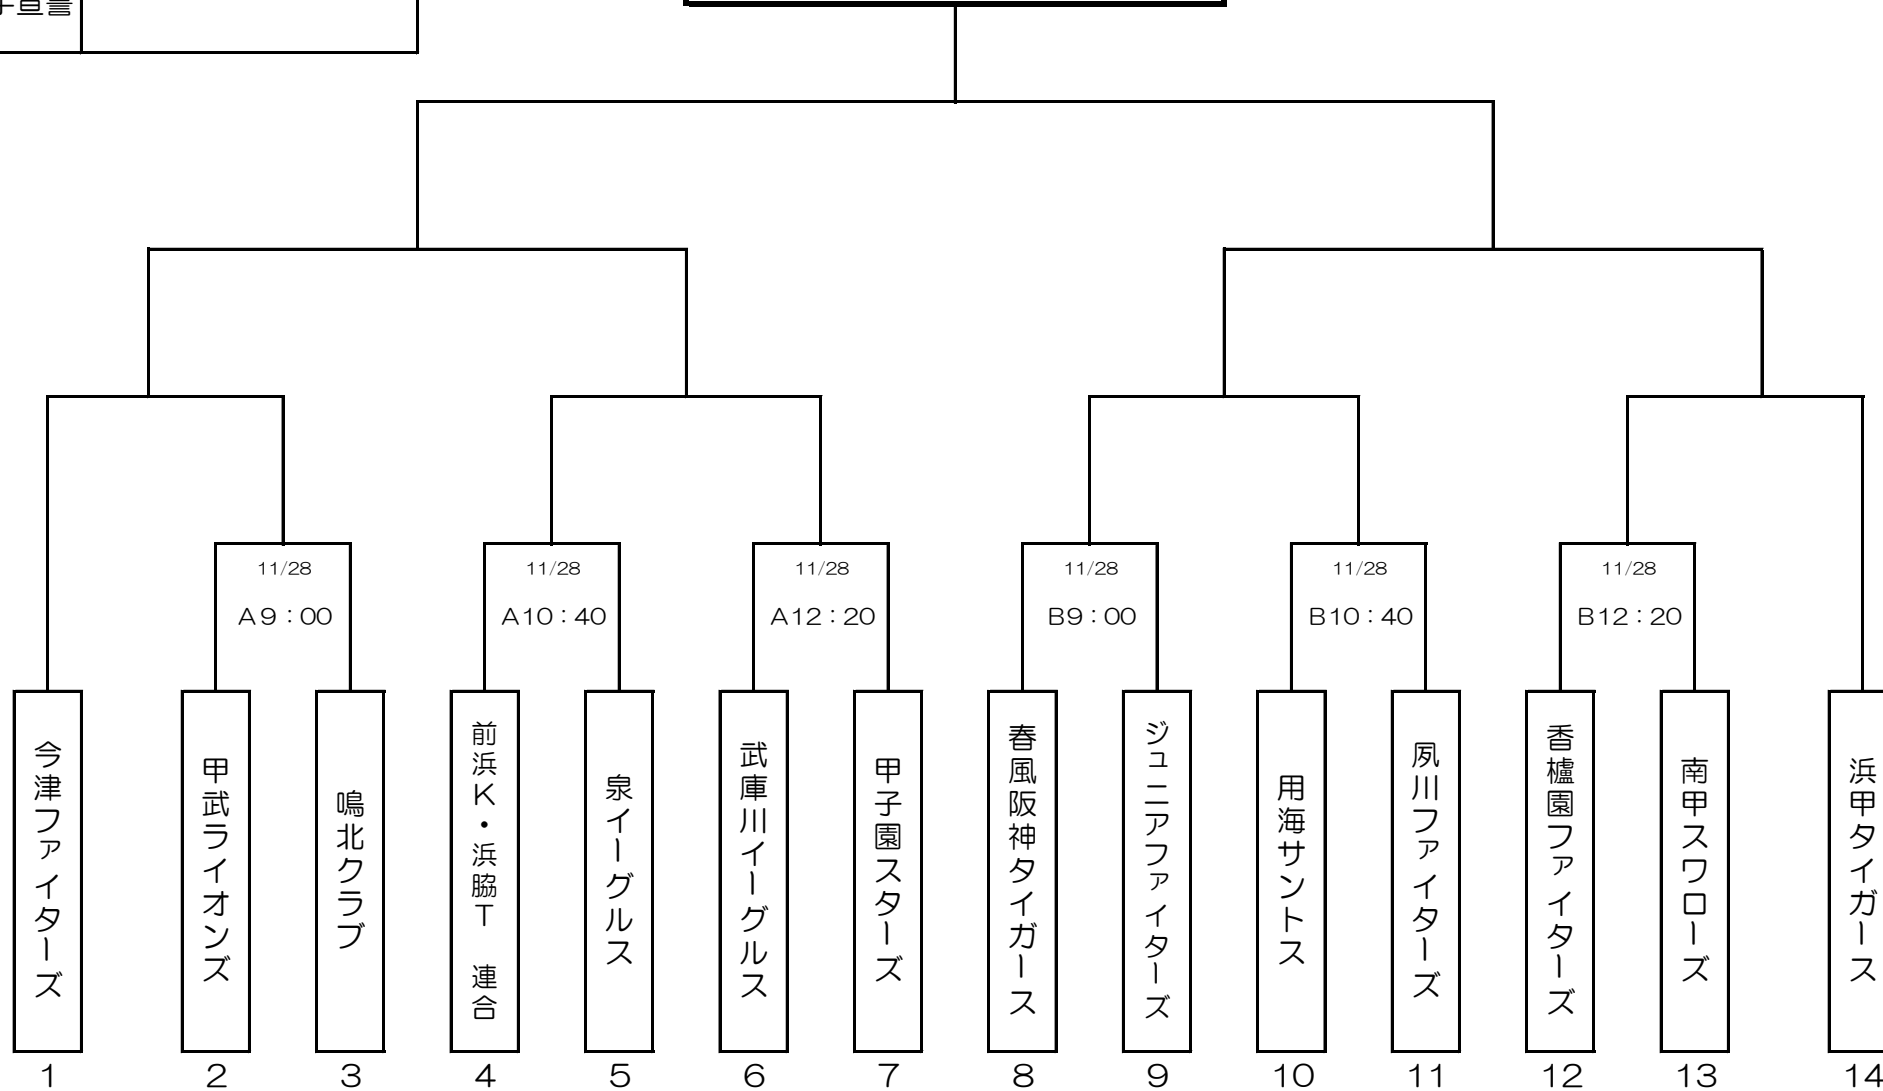 宣誓
11/28
11/28
11/28
11/28
11/28
11/28
A9：00
A10：40
A12：20
B9：00
B10：40
B12：20
今津ファイターズ
甲武ライオンズ
鳴北クラブ
前浜K・浜脇T　連合
泉イーグルス
武庫川イーグルス
甲子園スターズ
春風阪神タイガース
ジュニアファイターズ
用海サントス
夙川ファイターズ
香櫨園ファイターズ
南甲スワローズ
浜甲タイガース
1
2
3
4
5
6
7
8
9
10
11
12
13
14